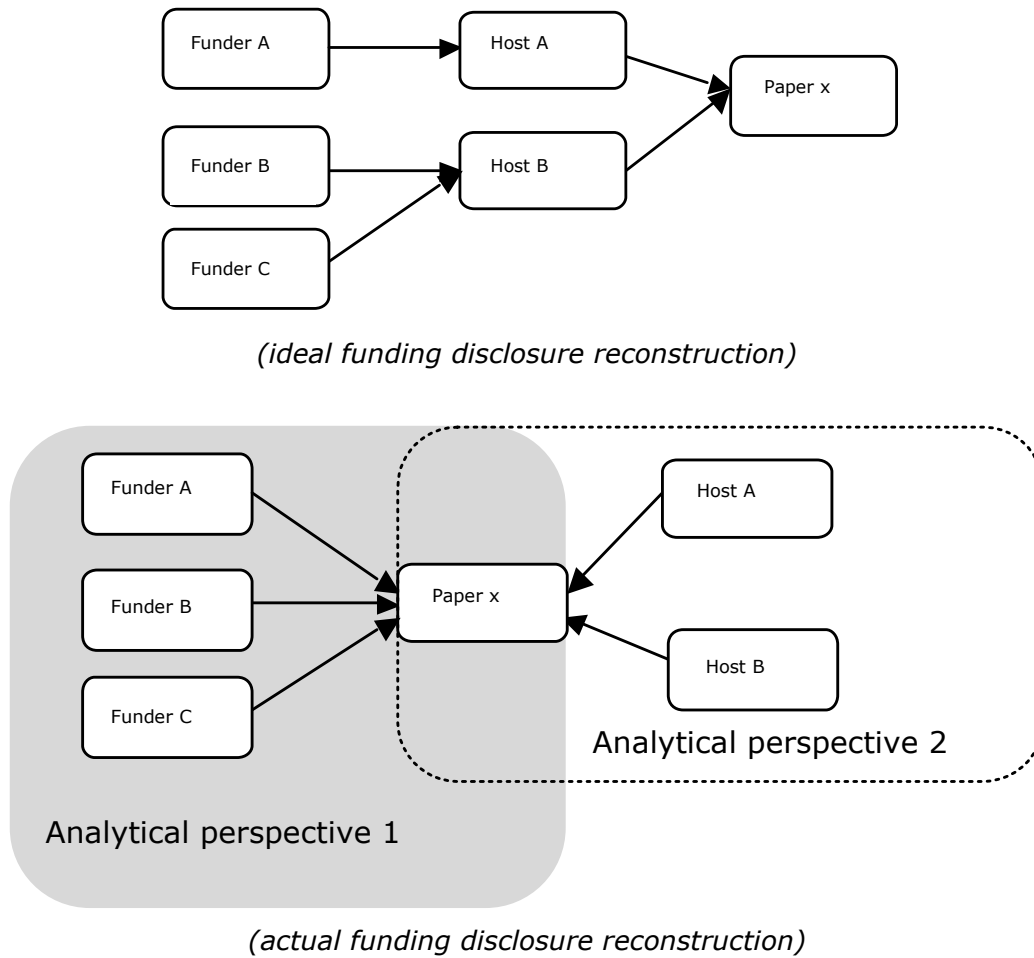 Funder A
Host A
Paper x
Funder B
Host B
Funder C
(ideal funding disclosure reconstruction)
Funder A
Host A
Paper x
Funder B
Host B
Funder C
Analytical perspective 2
Analytical perspective 1
(actual funding disclosure reconstruction)